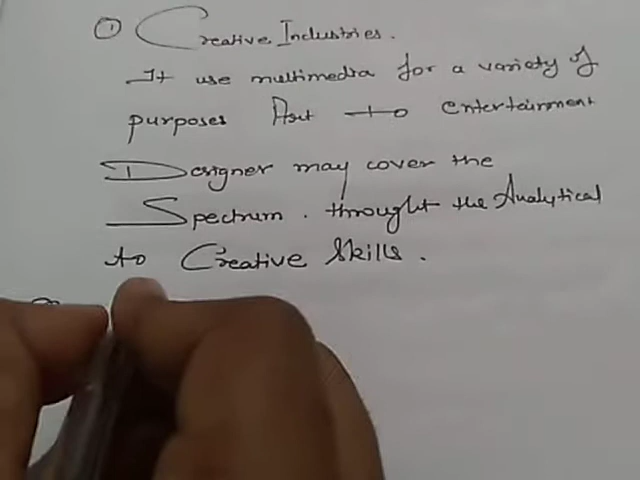 ① Creative Industries.
It use multimedia for a variety of
purposes Art to entertainment
Designer may cover the
Spectrum. throught the Analytical
to Creative skills.